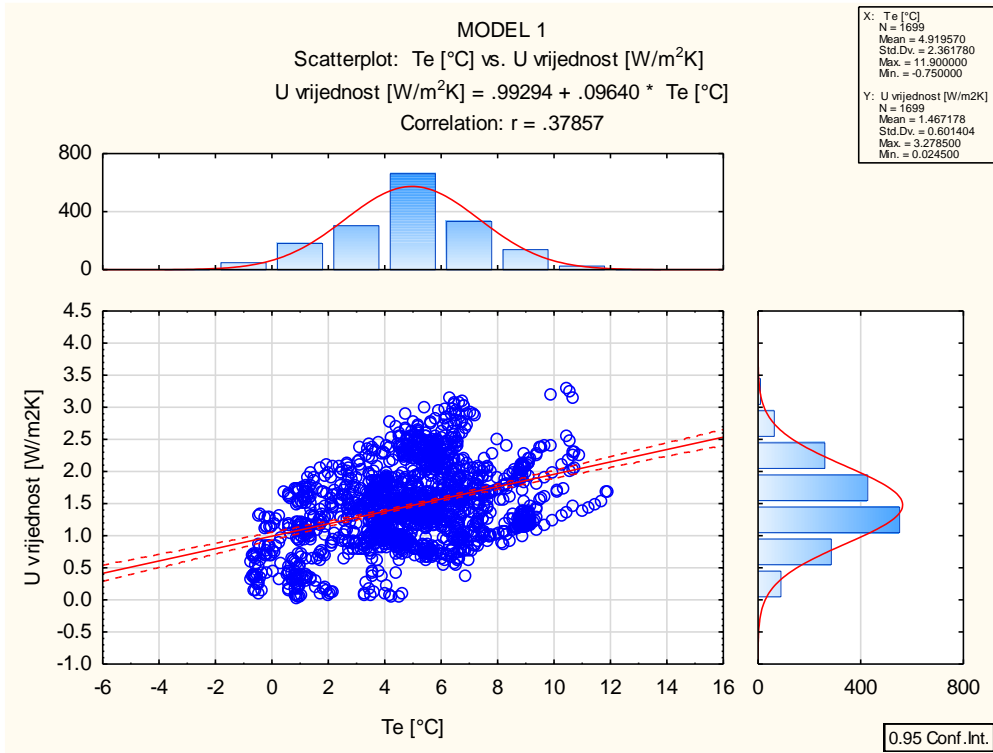 MODEL 1
Scatterplot: Te [°C] vs. U vrijednost [W/m²K]
U vrijednost [W/m²K] = .99294 + .09640 * Te [°C]
Correlation: r = .37857
X: Te [°C]
N = 1699
Mean = 4.919570
Std.Dv. = 2.361780
Max. = 11.900000
Min. = -0.750000
Y: U vrijednost [W/m2K]
N = 1699
Mean = 1.467178
Std.Dv. = 0.601404
Max. = 3.278500
Min. = 0.024500
800
400
0
4.5
4.0
3.5
3.0
2.5
2.0
1.5
1.0
0.5
0.0
-0.5
-1.0
U vrijednost [W/m2K]
-6 -4 -2 0 2 4 6 8 10 12 14 16
Te [°C]
0 400 800
0.95 Conf.Int.